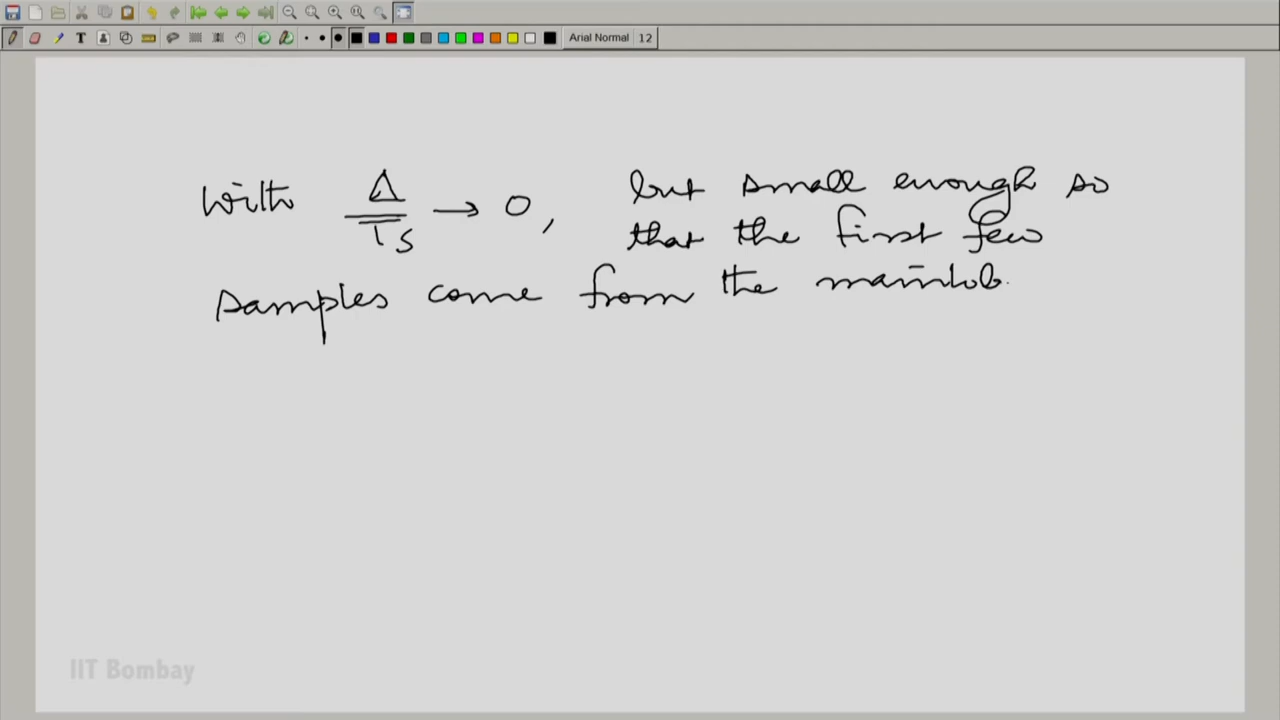 Arial Normal 12
With Δ/Ts → 0, but small enough so
that the first few
samples come from the mainlob
IIT Bombay